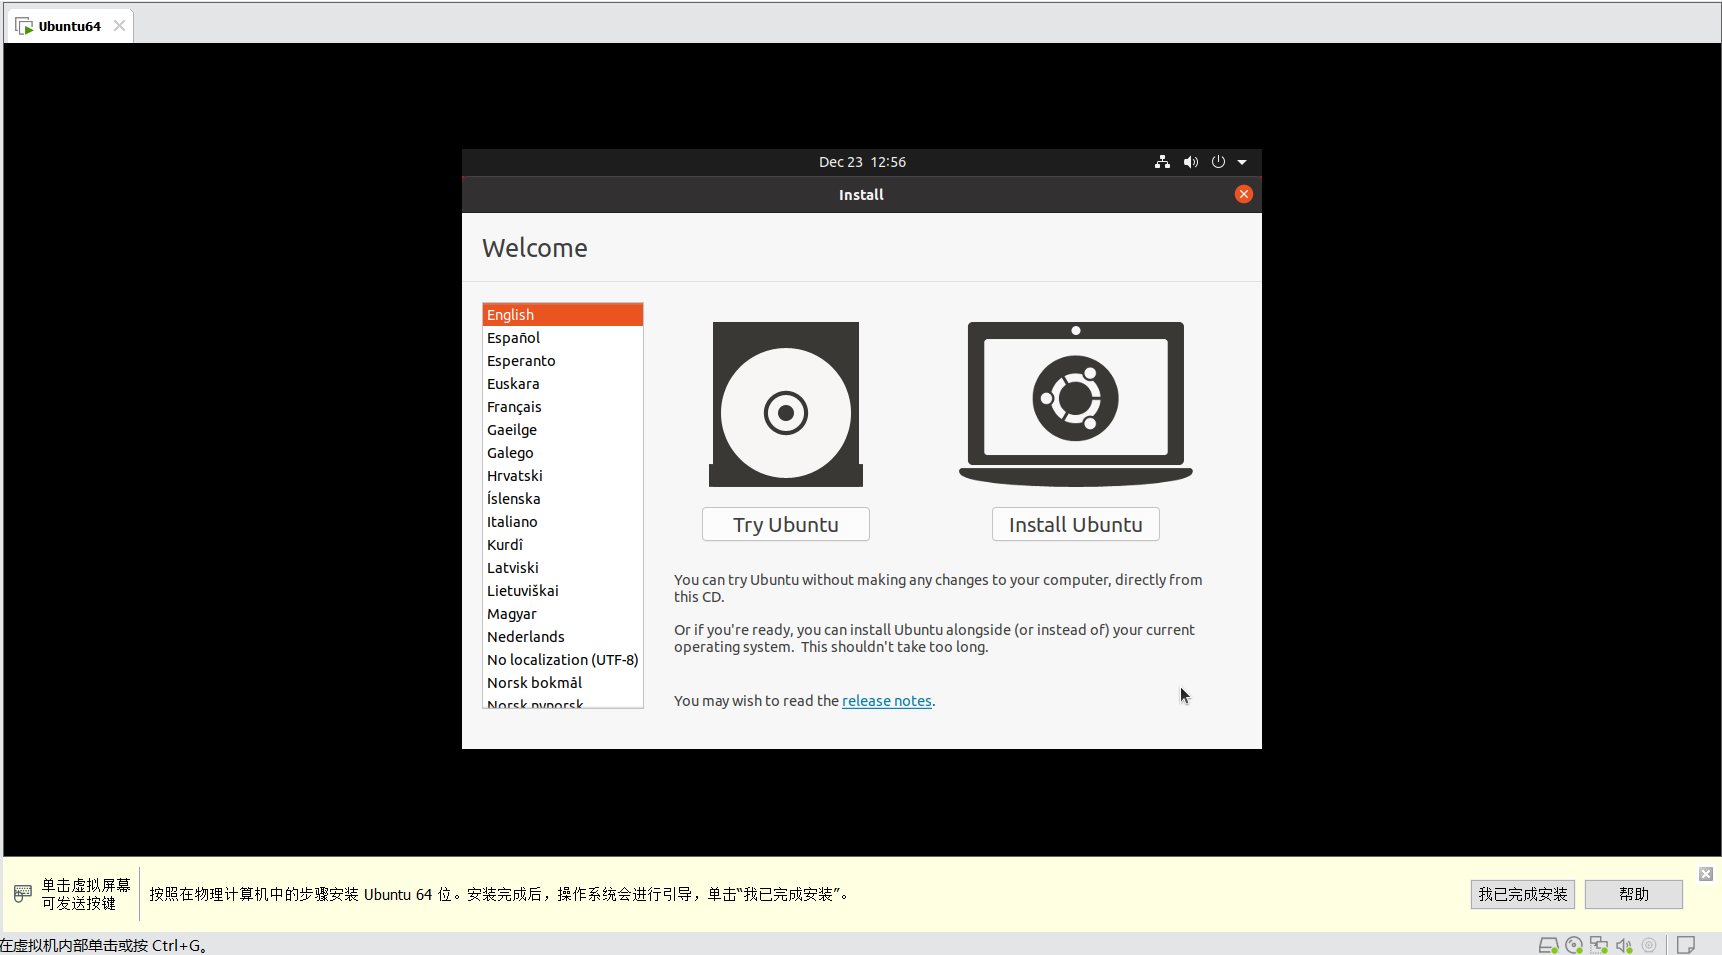 Ubuntu64
Dec 23 12:56
Install
Welcome
English
Español
Esperanto
Euskara
Français
Gaeilge
Galego
Hrvatski
Íslenska
Italiano
Kurdî
Latviski
Lietuviškai
Magyar
Nederlands
No localization (UTF-8)
Norsk bokmål
Norsk nynorsk
Try Ubuntu
Install Ubuntu
You can try Ubuntu without making any changes to your computer, directly from
this CD.
Or if you're ready, you can install Ubuntu alongside (or instead of) your current
operating system. This shouldn't take too long.
You may wish to read the release notes.
单击虚拟屏幕
可发送按键
按照在物理计算机中的步骤安装 Ubuntu 64 位。安装完成后，操作系统会进行引导，单击“我已完成安装”。
我已完成安装
帮助
在虚拟机内部单击或按 Ctrl+G。